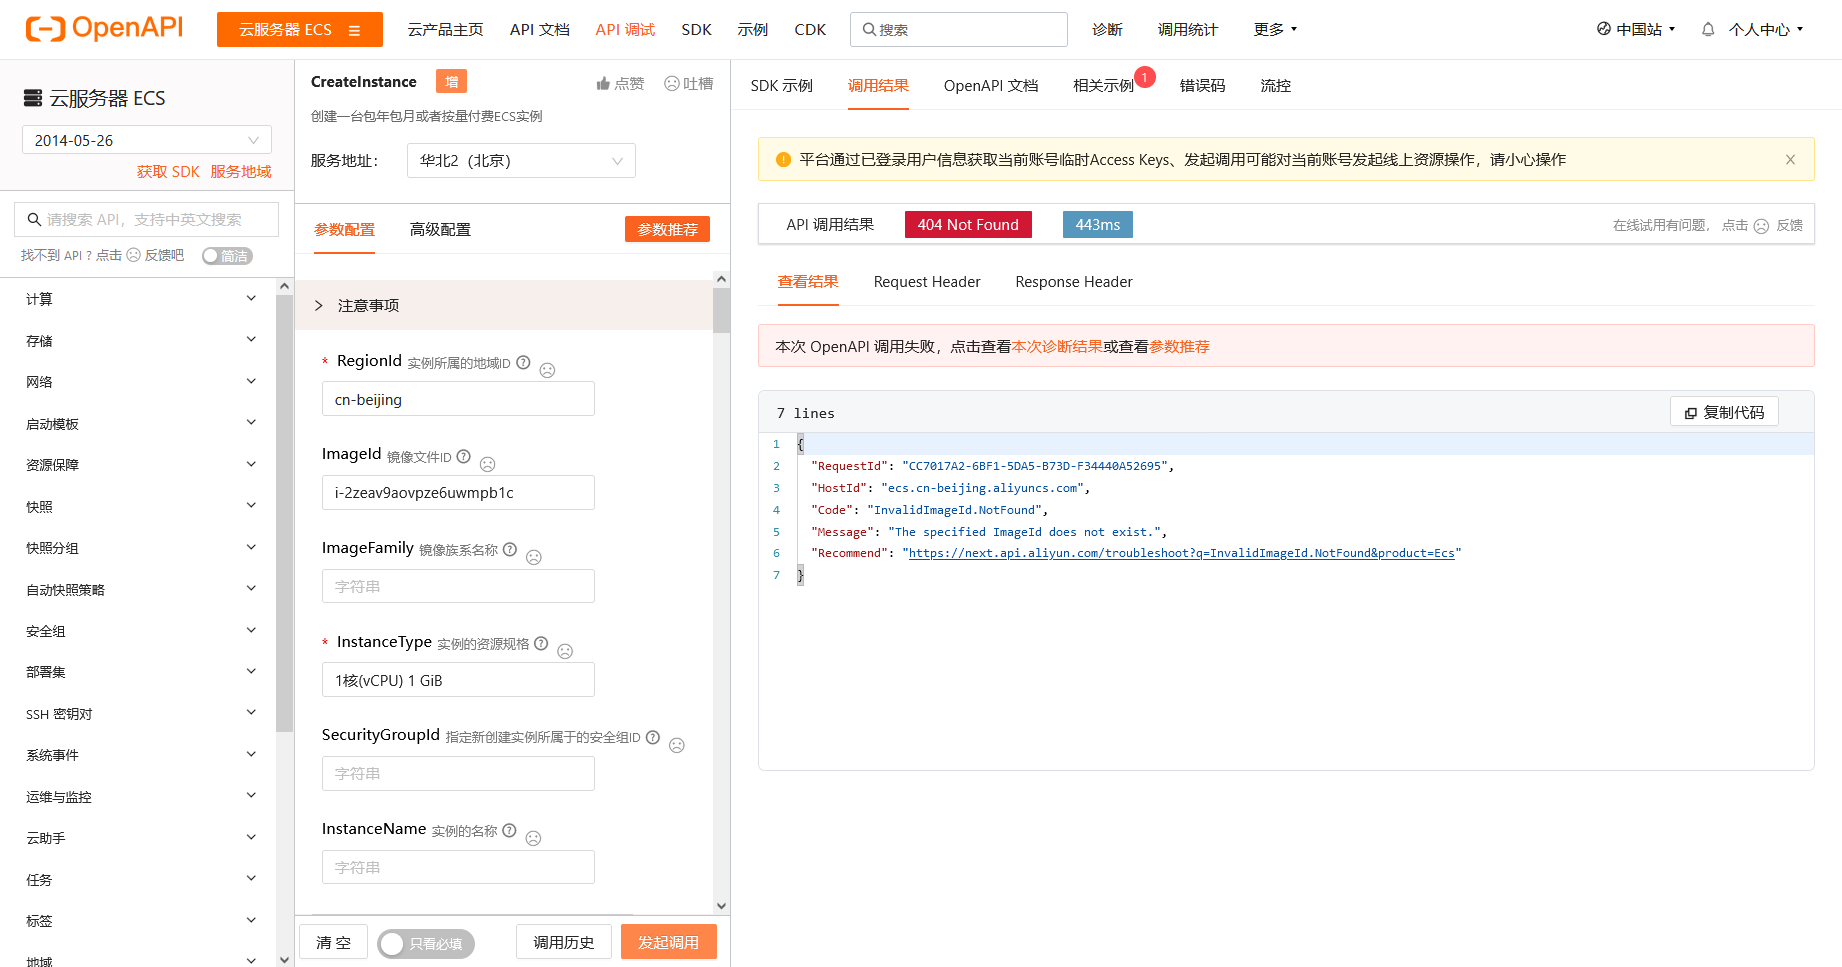 OpenAPI
云服务器 ECS
云产品主页
API 文档
API 调试
SDK
示例
CDK
搜索
诊断
调用统计
更多
中国站
个人中心
云服务器 ECS
2014-05-26
获取 SDK 服务地域
请搜索 API，支持中英文搜索
找不到 API ? 点击 反馈吧
简洁
计算
存储
网络
启动模板
资源保障
快照
快照分组
自动快照策略
安全组
部署集
SSH 密钥对
系统事件
运维与监控
云助手
任务
标签
地域
CreateInstance 增
点赞
吐槽
创建一台包年包月或者按量付费ECS实例
服务地址：
华北2（北京）
参数配置
高级配置
参数推荐
注意事项
* RegionId 实例所属的地域ID
cn-beijing
ImageId 镜像文件ID
i-2zeav9aovpze6uwmpb1c
ImageFamily 镜像族系名称
字符串
* InstanceType 实例的资源规格
1核(vCPU) 1 GiB
SecurityGroupId 指定新创建实例所属于的安全组ID
字符串
InstanceName 实例的名称
字符串
清 空
只看必填
调用历史
发起调用
SDK 示例
调用结果
OpenAPI 文档
相关示例
1
错误码
流控
平台通过已登录用户信息获取当前账号临时Access Keys、发起调用可能对当前账号发起线上资源操作，请小心操作
API 调用结果
404 Not Found
443ms
在线试用有问题， 点击 反馈
查看结果
Request Header
Response Header
本次 OpenAPI 调用失败，点击查看本次诊断结果或查看参数推荐
7 lines
复制代码
1 {
2 "RequestId": "CC7017A2-6BF1-5DA5-B73D-F34440A52695",
3 "HostId": "ecs.cn-beijing.aliyuncs.com",
4 "Code": "InvalidImageId.NotFound",
5 "Message": "The specified ImageId does not exist.",
6 "Recommend": "https://next.api.aliyun.com/troubleshoot?q=InvalidImageId.NotFound&product=Ecs"
7 }